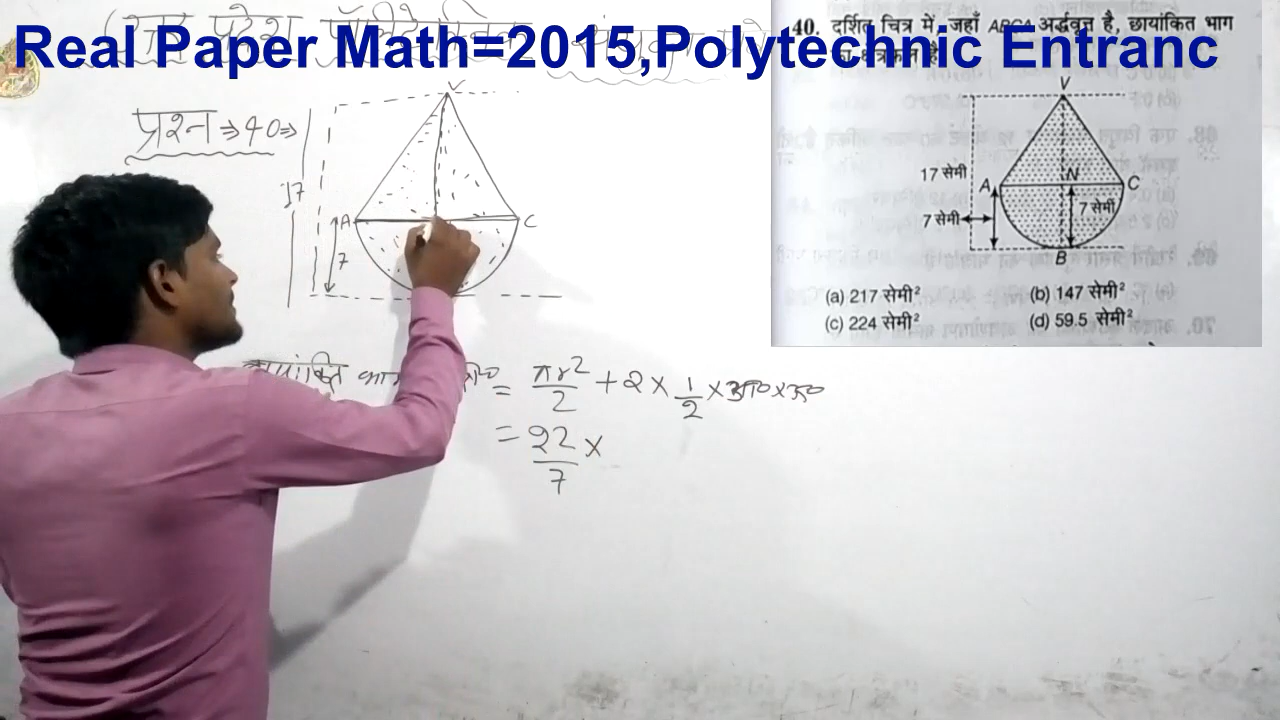 Real Paper Math=2015,Polytechnic Entranc
40. दर्शित चित्र में, जहाँ ABCA अर्द्धवृत्त है, छायांकित भाग
V
17 सेमी
A
N
C
7 सेमी
7 सेमी
B
(a) 217 सेमी²
(b) 147 सेमी²
(c) 224 सेमी²
(d) 59.5 सेमी²
प्रश्न ⇒ 40 ⇒
V
17
A
C
7
= πr²/2 + 2 × 1/2 ×
= 22/7 ×